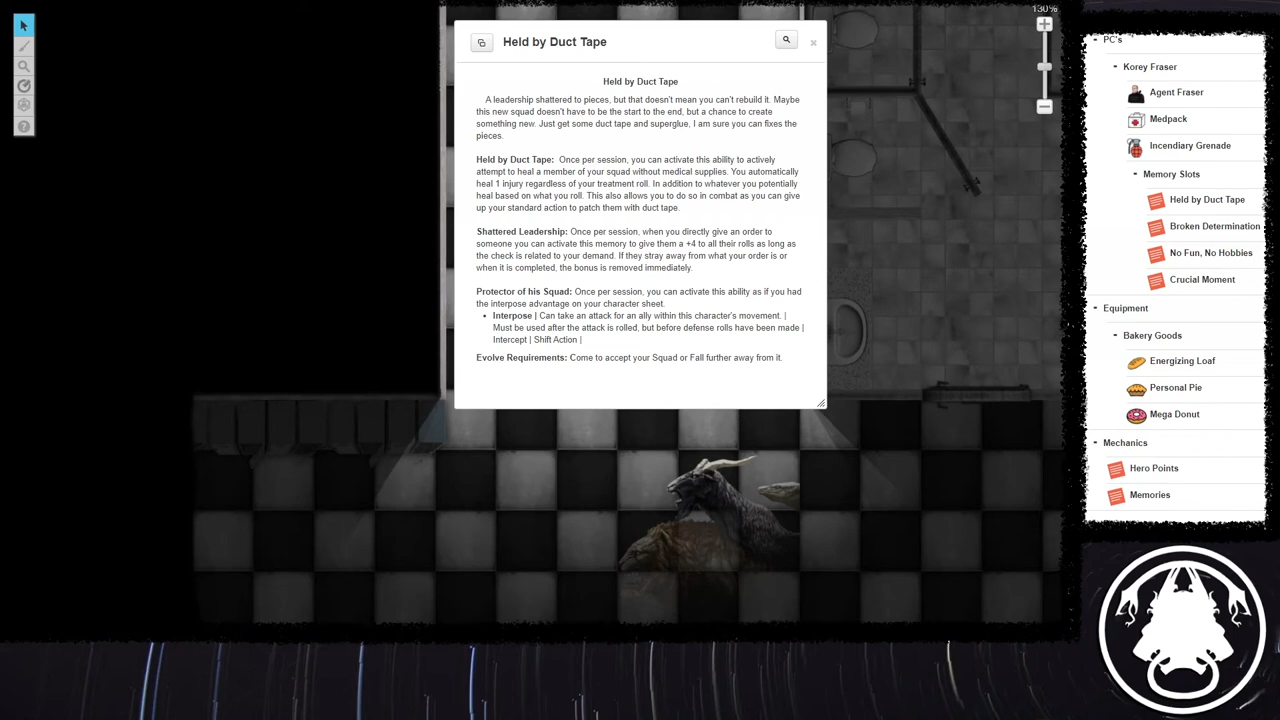 130%
Held by Duct Tape
Held by Duct Tape
A leadership shattered to pieces, but that doesn't mean you can't rebuild it. Maybe
this new squad doesn't have to be the start to the end, but a chance to create
something new. Just get some duct tape and superglue, I am sure you can fixes the
pieces.
Held by Duct Tape: Once per session, you can activate this ability to actively
attempt to heal a member of your squad without medical supplies. You automatically
heal 1 injury regardless of your treatment roll. In addition to whatever you potentially
heal based on what you roll. This also allows you to do so in combat as you can give
up your standard action to patch them with duct tape.
Shattered Leadership: Once per session, when you directly give an order to
someone you can activate this memory to give them a +4 to all their rolls as long as
the check is related to your demand. If they stray away from what your order is or
when it is completed, the bonus is removed immediately.
Protector of his Squad: Once per session, you can activate this ability as if you had
the interpose advantage on your character sheet.
• Interpose | Can take an attack for an ally within this character's movement. |
Must be used after the attack is rolled, but before defense rolls have been made |
Intercept | Shift Action |
Evolve Requirements: Come to accept your Squad or Fall further away from it.
PC's
Korey Fraser
Agent Fraser
Medpack
Incendiary Grenade
Memory Slots
Held by Duct Tape
Broken Determination
No Fun, No Hobbies
Crucial Moment
Equipment
Bakery Goods
Energizing Loaf
Personal Pie
Mega Donut
Mechanics
Hero Points
Memories